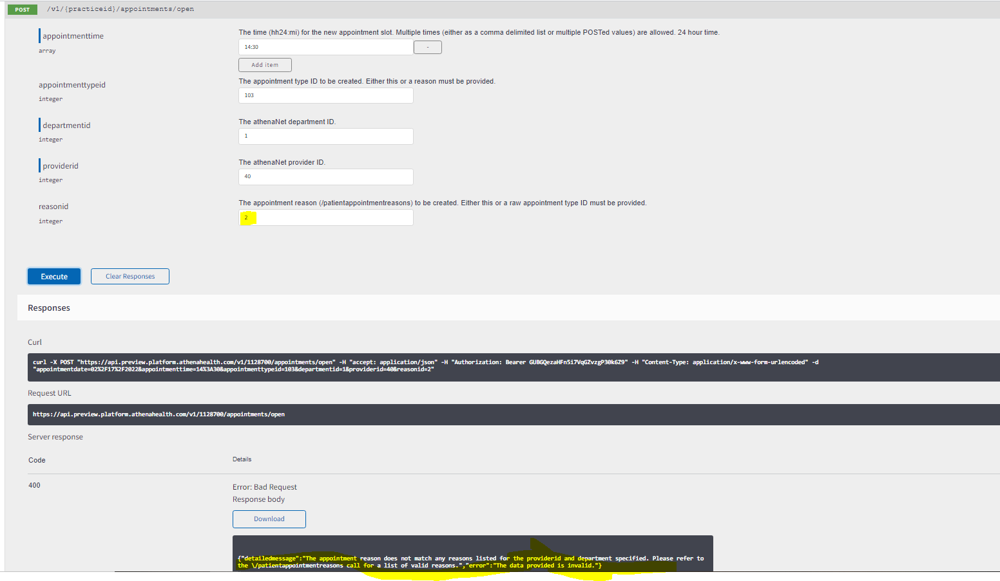 POST /v1/{practiceid}/appointments/open
appointmenttime
array
The time (hh24:mi) for the new appointment slot. Multiple times (either as a comma delimited list or multiple POSTed values) are allowed. 24 hour time.
14:30
-
Add item
appointmenttypeid
integer
The appointment type ID to be created. Either this or a reason must be provided.
103
departmentid
integer
The athenaNet department ID.
1
providerid
integer
The athenaNet provider ID.
40
reasonid
integer
The appointment reason (/patientappointmentreasons) to be created. Either this or a raw appointment type ID must be provided.
2
Execute
Clear Responses
Responses
Curl
curl -X POST "https://api.preview.platform.athenahealth.com/v1/1128700/appointments/open" -H "accept: application/json" -H "Authorization: Bearer GUBGQezaHFn5i7VqGZvzgP30k6Z9" -H "Content-Type: application/x-www-form-urlencoded" -d
"appointmentdate=02%2F17%2F2022&appointmenttime=14%3A30&appointmenttypeid=103&departmentid=1&providerid=40&reasonid=2"
Request URL
https://api.preview.platform.athenahealth.com/v1/1128700/appointments/open
Server response
Code
Details
400
Error: Bad Request
Response body
Download
{"detailedmessage":"The appointment reason does not match any reasons listed for the providerid and department specified. Please refer to
the \/patientappointmentreasons call for a list of valid reasons.","error":"The data provided is invalid."}